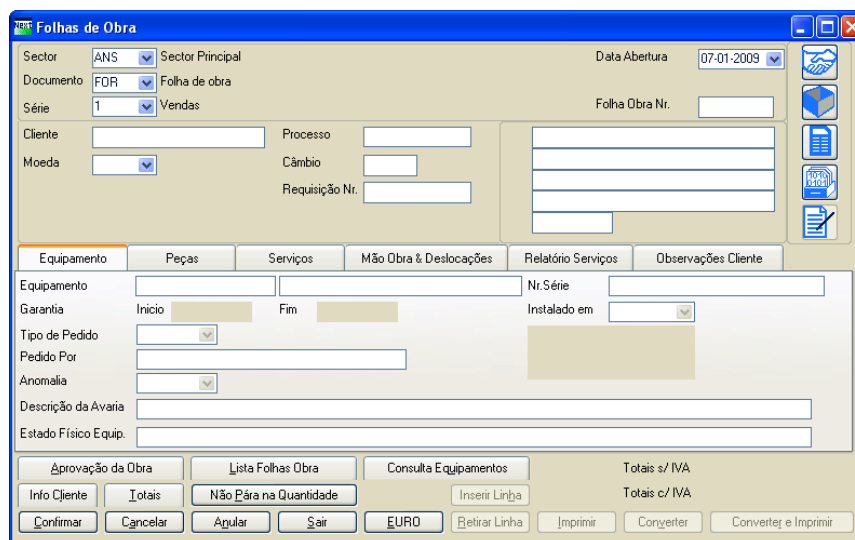 Next Folhas de Obra
Sector ANS Sector Principal Data Abertura 07-01-2009
Documento FOR Folha de obra
Série 1 Vendas Folha Obra Nr.
Cliente Processo
Moeda Câmbio
Requisição Nr.
1010
0101
Equipamento Peças Serviços Mão Obra & Deslocações Relatório Serviços Observações Cliente
Equipamento Nr.Série
Garantia Inicio Fim Instalado em
Tipo de Pedido
Pedido Por
Anomalia
Descrição da Avaria
Estado Físico Equip.
Aprovação da Obra Lista Folhas Obra Consulta Equipamentos Totais s/ IVA
Info Cliente Totais Não Pára na Quantidade Inserir Linha Totais c/ IVA
Confirmar Cancelar Anular Sair EURO Retirar Linha Imprimir Converter Converter e Imprimir